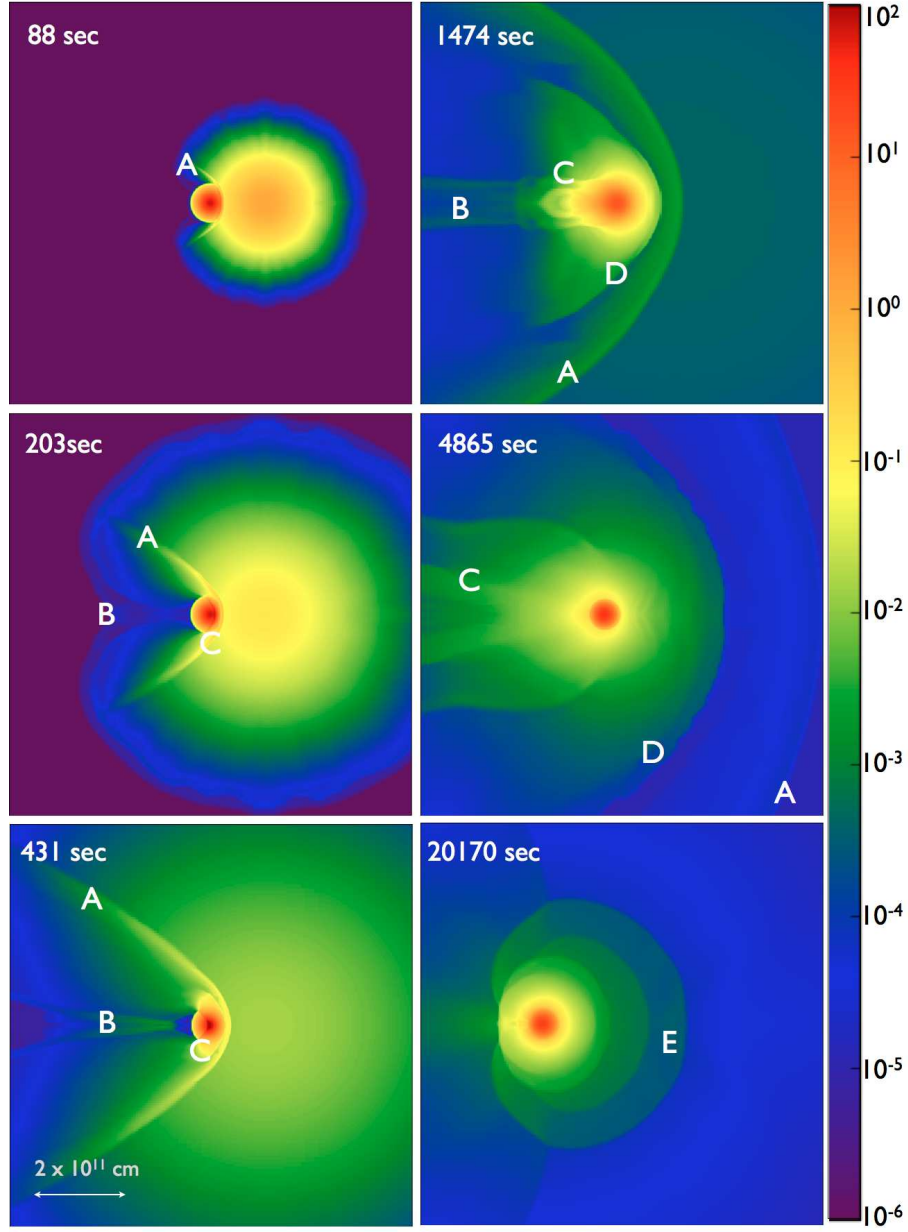 88 sec
A
1474 sec
C
B
D
A
203sec
A
B
C
4865 sec
C
D
A
431 sec
A
B
C
2 x 10¹¹ cm
20170 sec
E
10²
10¹
10⁰
10⁻¹
10⁻²
10⁻³
10⁻⁴
10⁻⁵
10⁻⁶